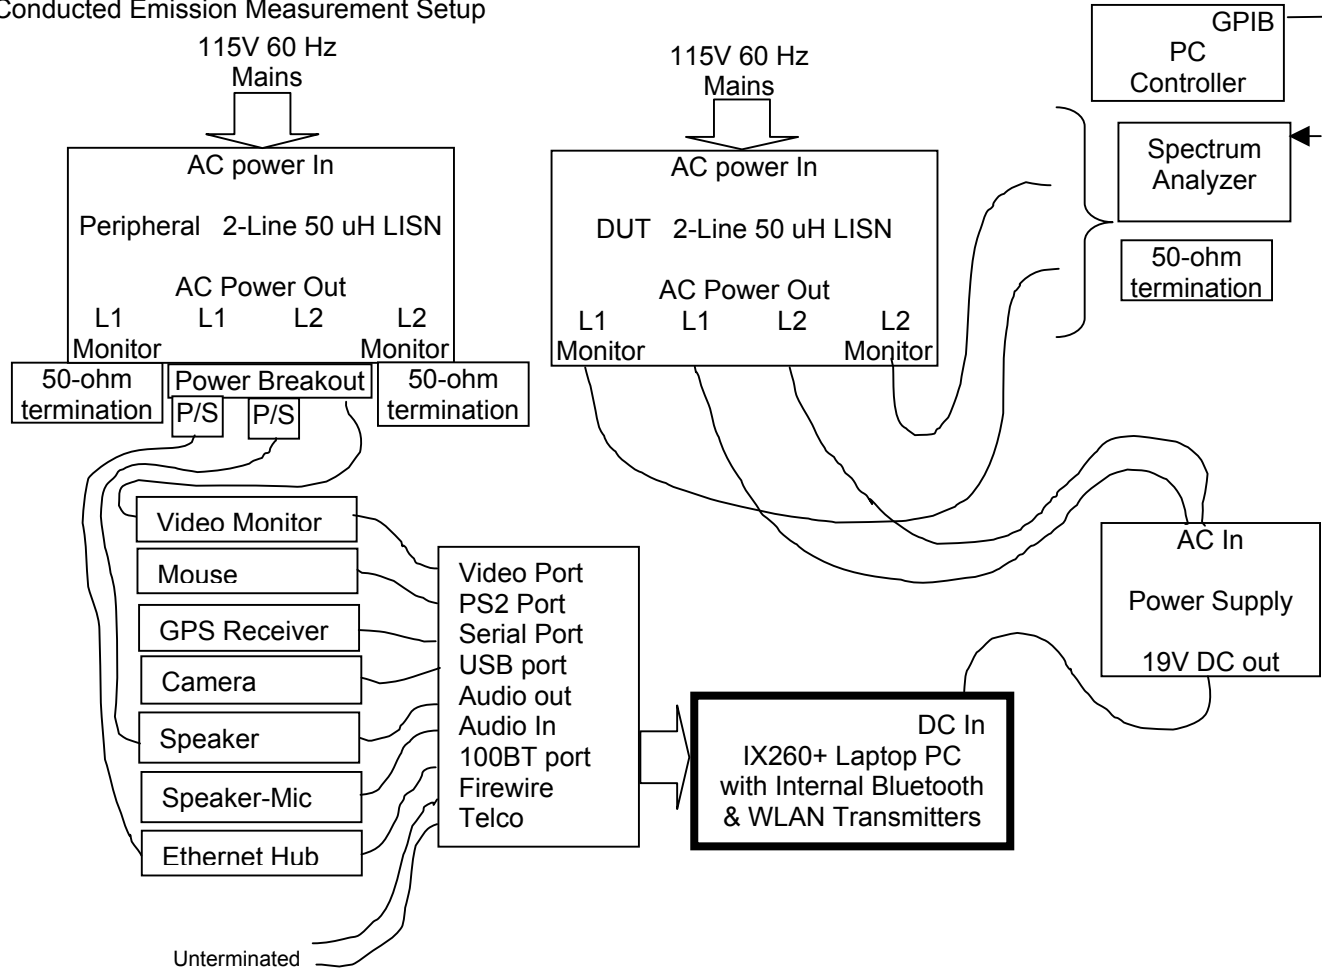 Conducted Emission Measurement Setup
115V 60 Hz
Mains
AC power In
Peripheral 2-Line 50 uH LISN
AC Power Out
L1 L1 L2 L2
Monitor Monitor
50-ohm
termination
Power Breakout
50-ohm
termination
P/S P/S
115V 60 Hz
Mains
AC power In
DUT 2-Line 50 uH LISN
AC Power Out
L1 L1 L2 L2
Monitor Monitor
GPIB
PC
Controller
Spectrum
Analyzer
50-ohm
termination
Video Monitor
Mouse
GPS Receiver
Camera
Speaker
Speaker-Mic
Ethernet Hub
Unterminated
Video Port
PS2 Port
Serial Port
USB port
Audio out
Audio In
100BT port
Firewire
Telco
DC In
IX260+ Laptop PC
with Internal Bluetooth
& WLAN Transmitters
AC In
Power Supply
19V DC out